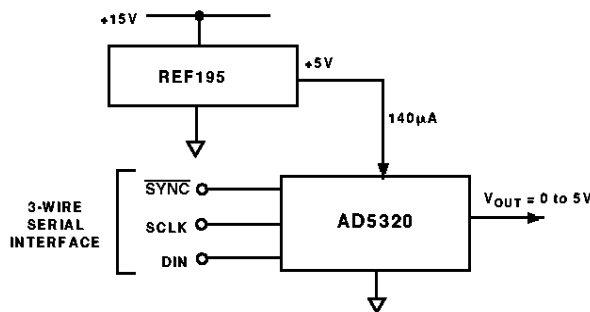 +15V
REF195
+5V
140μA
3-WIRE
SERIAL
INTERFACE
SYNC
SCLK
DIN
AD5320
VOUT = 0 to 5V